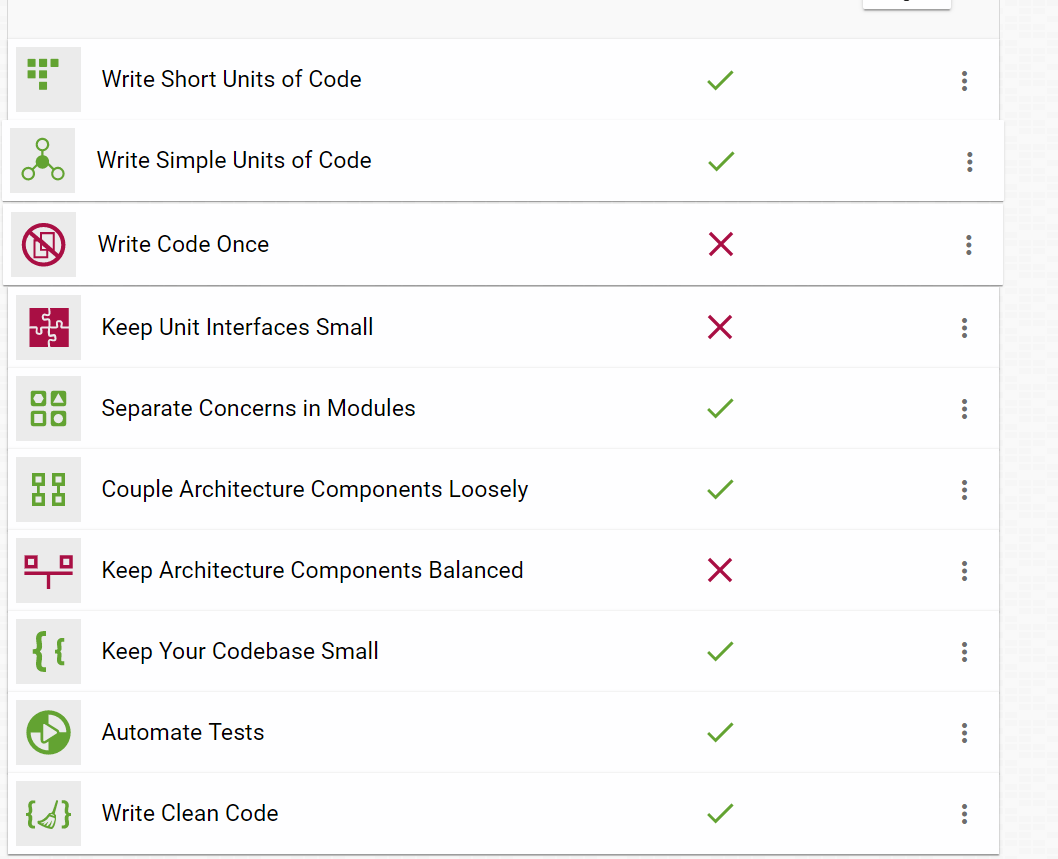 Write Short Units of Code
Write Simple Units of Code
Write Code Once
Keep Unit Interfaces Small
Separate Concerns in Modules
Couple Architecture Components Loosely
Keep Architecture Components Balanced
Keep Your Codebase Small
Automate Tests
Write Clean Code